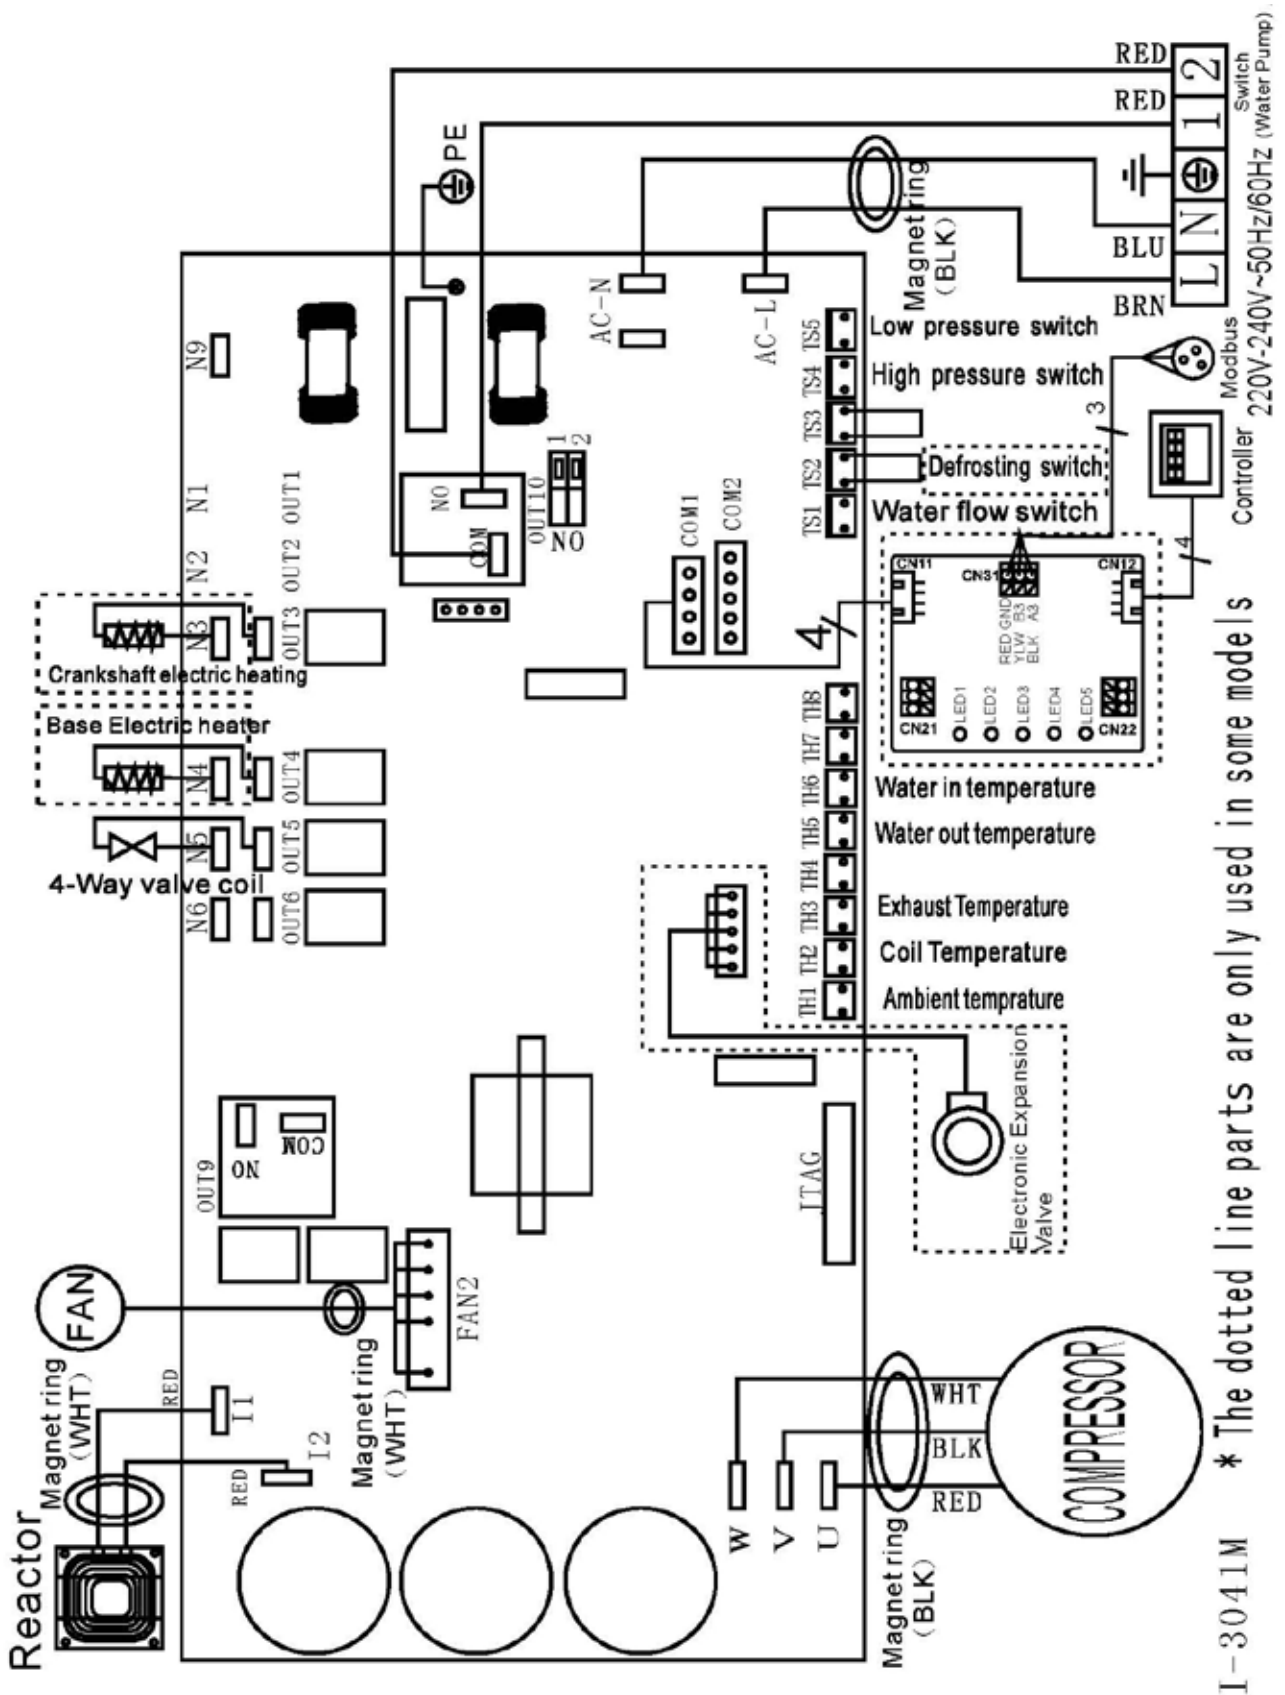 Reactor
Magnet ring
(WHT)
RED
I1
RED
I2
FAN
Magnet ring
(WHT)
FAN2
OUT9
NO
COM
4-Way valve coil
N6
OUT6
N5
OUT5
Base Electric heater
N4
OUT4
Crankshaft electric heating
N3
OUT3
N2
OUT2
N1
OUT1
N9
NO
COM
OUT10
1
2
NO
PE
AC-N
AC-L
COM1
COM2
W
V
U
Magnet ring
(BLK)
WHT
BLK
RED
COMPRESSOR
JTAG
Electronic Expansion
Valve
TH1
Ambient temprature
TH2
Coil Temperature
TH3
Exhaust Temperature
TH4
TH5
Water out temperature
TH6
Water in temperature
TH7
TH8
4
TS1
Water flow switch
TS2
Defrosting switch
TS3
TS4
High pressure switch
TS5
Low pressure switch
CN11
CN31
CN12
RED GND
YLW B3
BLK A3
CN21
LED1
LED2
LED3
LED4
LED5
CN22
3
4
Controller
Modbus
Magnet ring
(BLK)
RED
RED
BLU
BRN
L
N
1
2
Switch
220V-240V~50Hz/60Hz (Water Pump)
I-3041M
* The dotted line parts are only used in some models